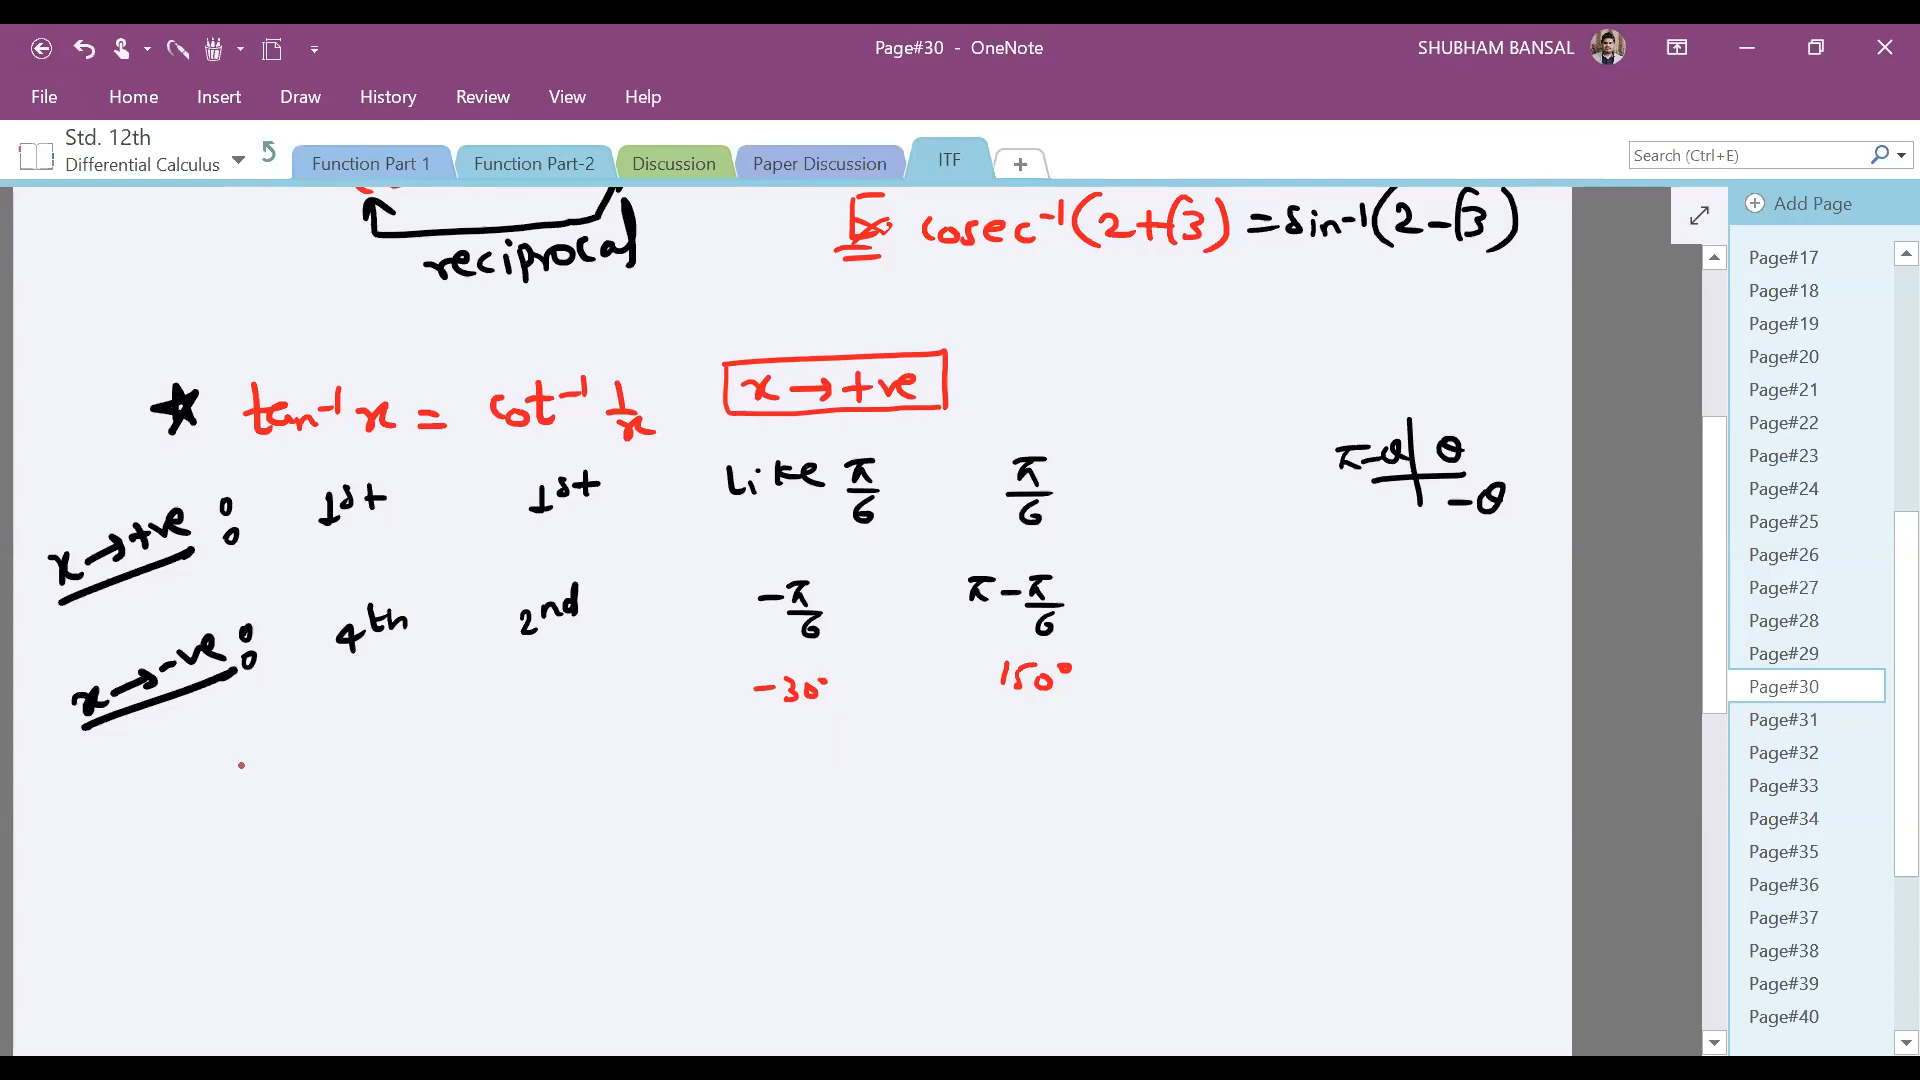 Page#30 - OneNote
SHUBHAM BANSAL
File Home Insert Draw History Review View Help
Std. 12th
Differential Calculus
Function Part 1
Function Part-2
Discussion
Paper Discussion
ITF
Search (Ctrl+E)
Add Page
reciprocal
cosec⁻¹(2+√3) = sin⁻¹(2-√3)
★ tan⁻¹ x = cot⁻¹ 1/x
x → +ve
π-θ θ
-θ
x → +ve : 1st 1st Like π/6 π/6
x → -ve : 4th 2nd -π/6 π - π/6
-30° 150°
Page#17
Page#18
Page#19
Page#20
Page#21
Page#22
Page#23
Page#24
Page#25
Page#26
Page#27
Page#28
Page#29
Page#30
Page#31
Page#32
Page#33
Page#34
Page#35
Page#36
Page#37
Page#38
Page#39
Page#40